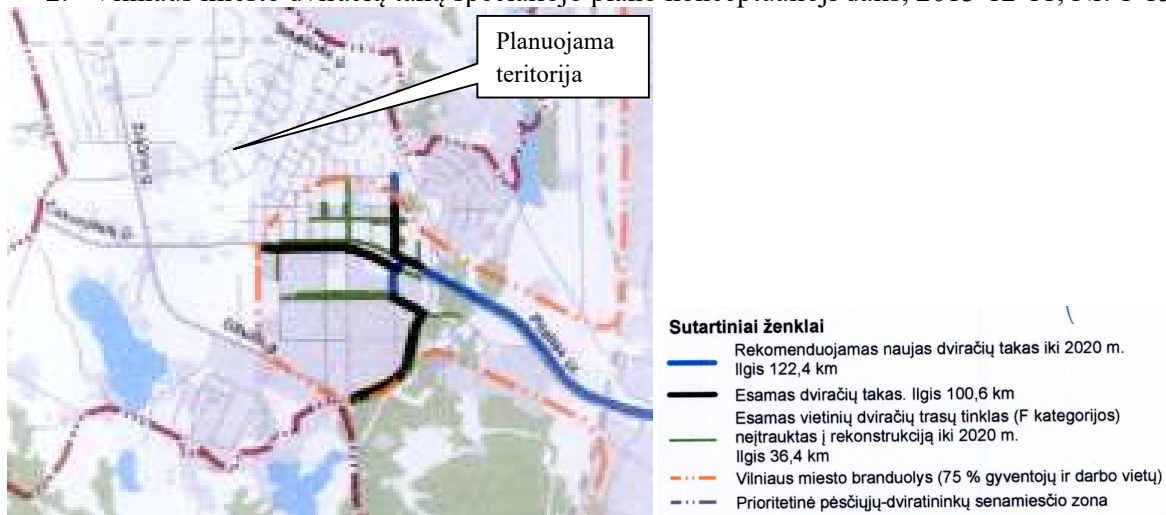 Planuojama
teritorija
Sutartiniai ženklai
Rekomenduojamas naujas dviračių takas iki 2020 m.
Ilgis 122,4 km
Esamas dviračių takas. Ilgis 100,6 km
Esamas vietinių dviračių trasų tinklas (F kategorijos)
neįtrauktas į rekonstrukciją iki 2020 m.
Ilgis 36,4 km
Vilniaus miesto branduolys (75 % gyventojų ir darbo vietų)
Prioritetinė pėsčiųjų-dviratininkų senamiesčio zona